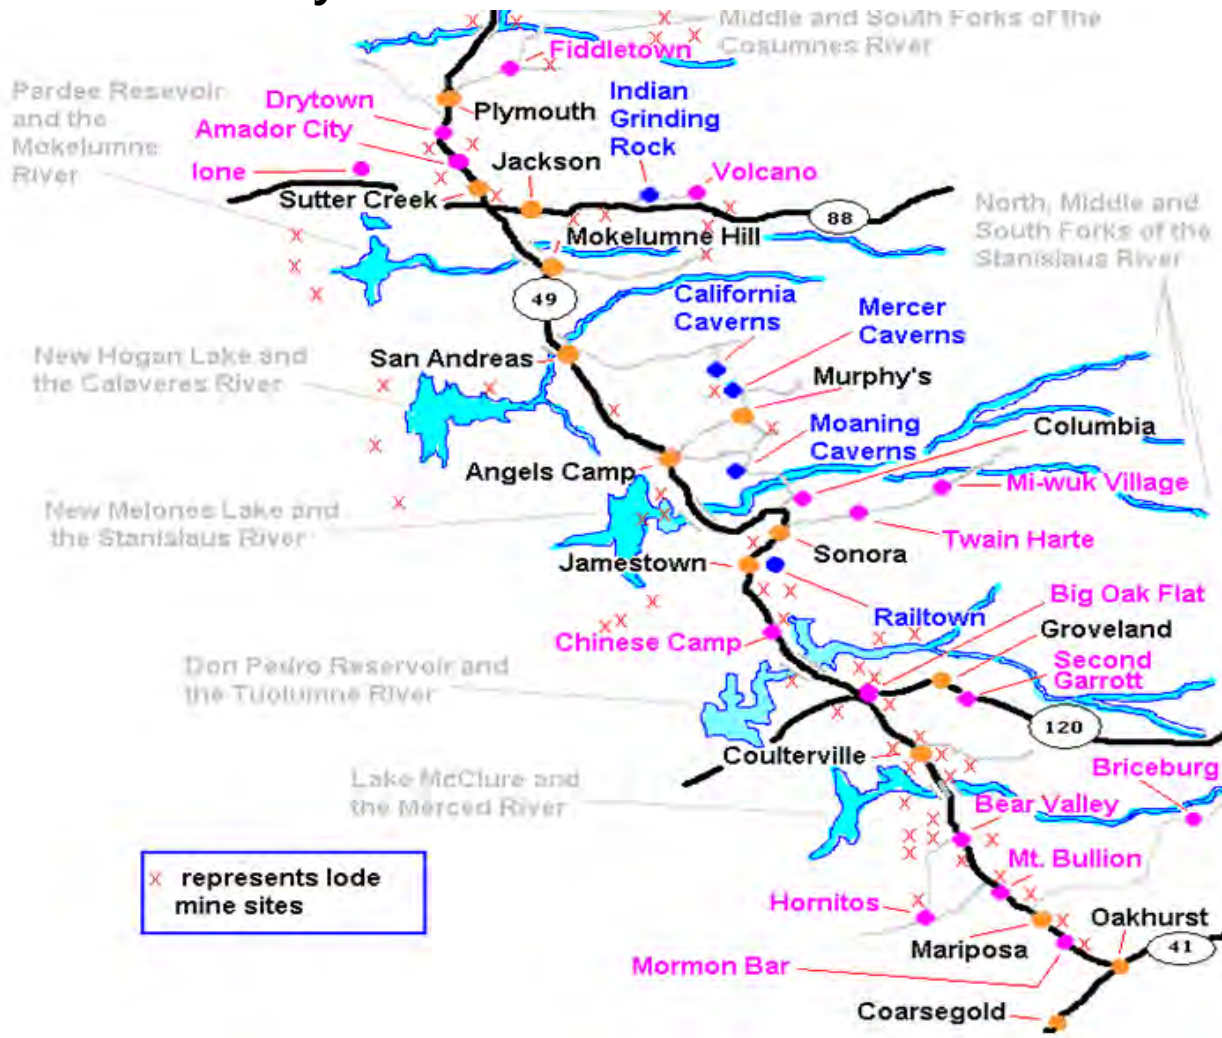 Middle and South Forks of the
Cosumnes River
Fiddletown
Pardee Resevoir
and the
Mokelumne
River
Drytown
Amador City
Plymouth
Indian
Grinding
Rock
Ione
Jackson
Volcano
Sutter Creek
88
North, Middle and
South Forks of the
Stanislaus River
Mokelumne Hill
49
California
Caverns
Mercer
Caverns
New Hogan Lake and
the Calaveres River
San Andreas
Murphy's
Moaning
Caverns
Columbia
Angels Camp
Mi-wuk Village
New Melones Lake and
the Stanislaus River
Twain Harte
Jamestown
Sonora
Railtown
Big Oak Flat
Chinese Camp
Groveland
Second
Garrott
Don Pedro Reservoir and
the Tuolumne River
120
Coulterville
Briceburg
Lake McClure and
the Merced River
Bear Valley
x represents lode
mine sites
Mt. Bullion
Hornitos
Oakhurst
Mariposa
41
Mormon Bar
Coarsegold